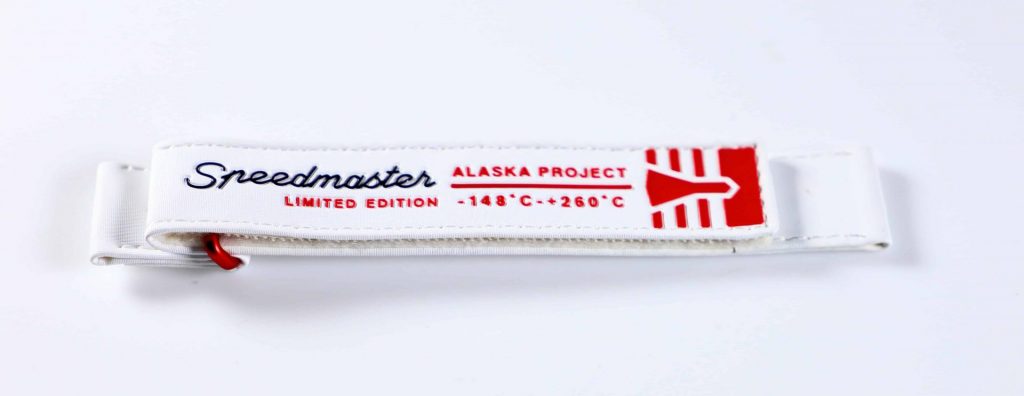 Speedmaster
LIMITED EDITION
ALASKA PROJECT
-148°C-+260°C